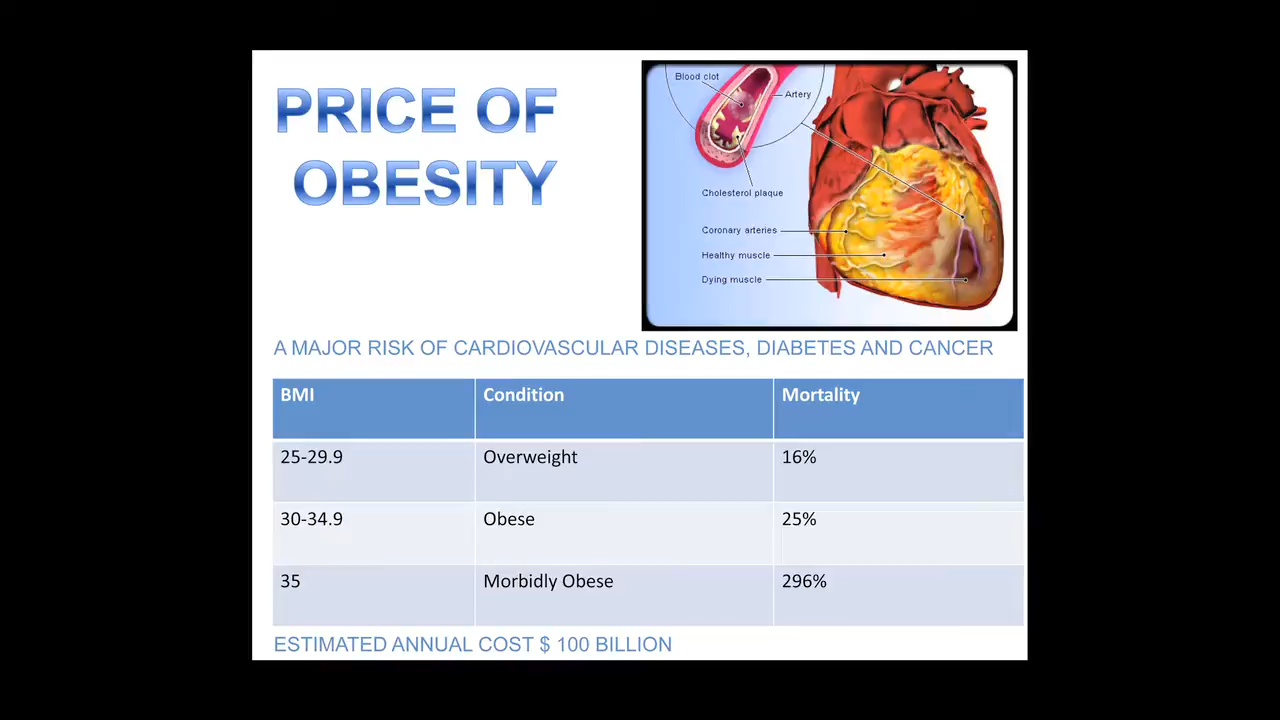 PRICE OF
OBESITY
Blood clot
Artery
Cholesterol plaque
Coronary arteries
Healthy muscle
Dying muscle
A MAJOR RISK OF CARDIOVASCULAR DISEASES, DIABETES AND CANCER
BMI Condition Mortality
25-29.9 Overweight 16%
30-34.9 Obese 25%
35 Morbidly Obese 296%
ESTIMATED ANNUAL COST $ 100 BILLION